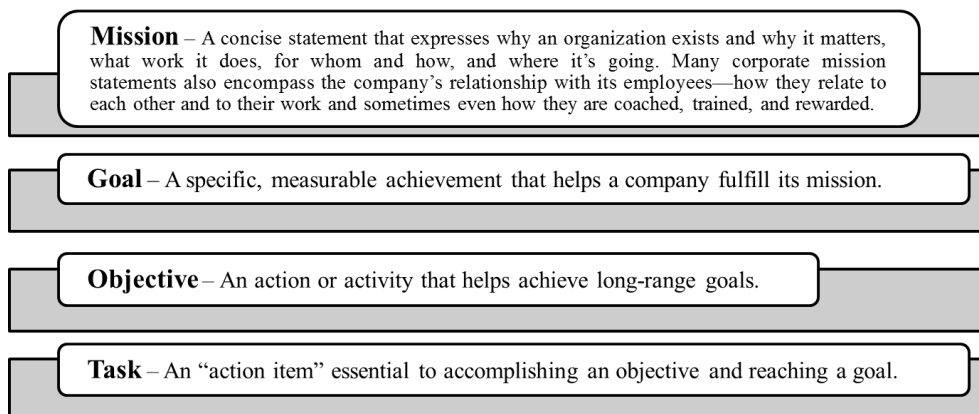 Mission – A concise statement that expresses why an organization exists and why it matters,
what work it does, for whom and how, and where it’s going. Many corporate mission
statements also encompass the company’s relationship with its employees—how they relate to
each other and to their work and sometimes even how they are coached, trained, and rewarded.
Goal – A specific, measurable achievement that helps a company fulfill its mission.
Objective – An action or activity that helps achieve long-range goals.
Task – An “action item” essential to accomplishing an objective and reaching a goal.